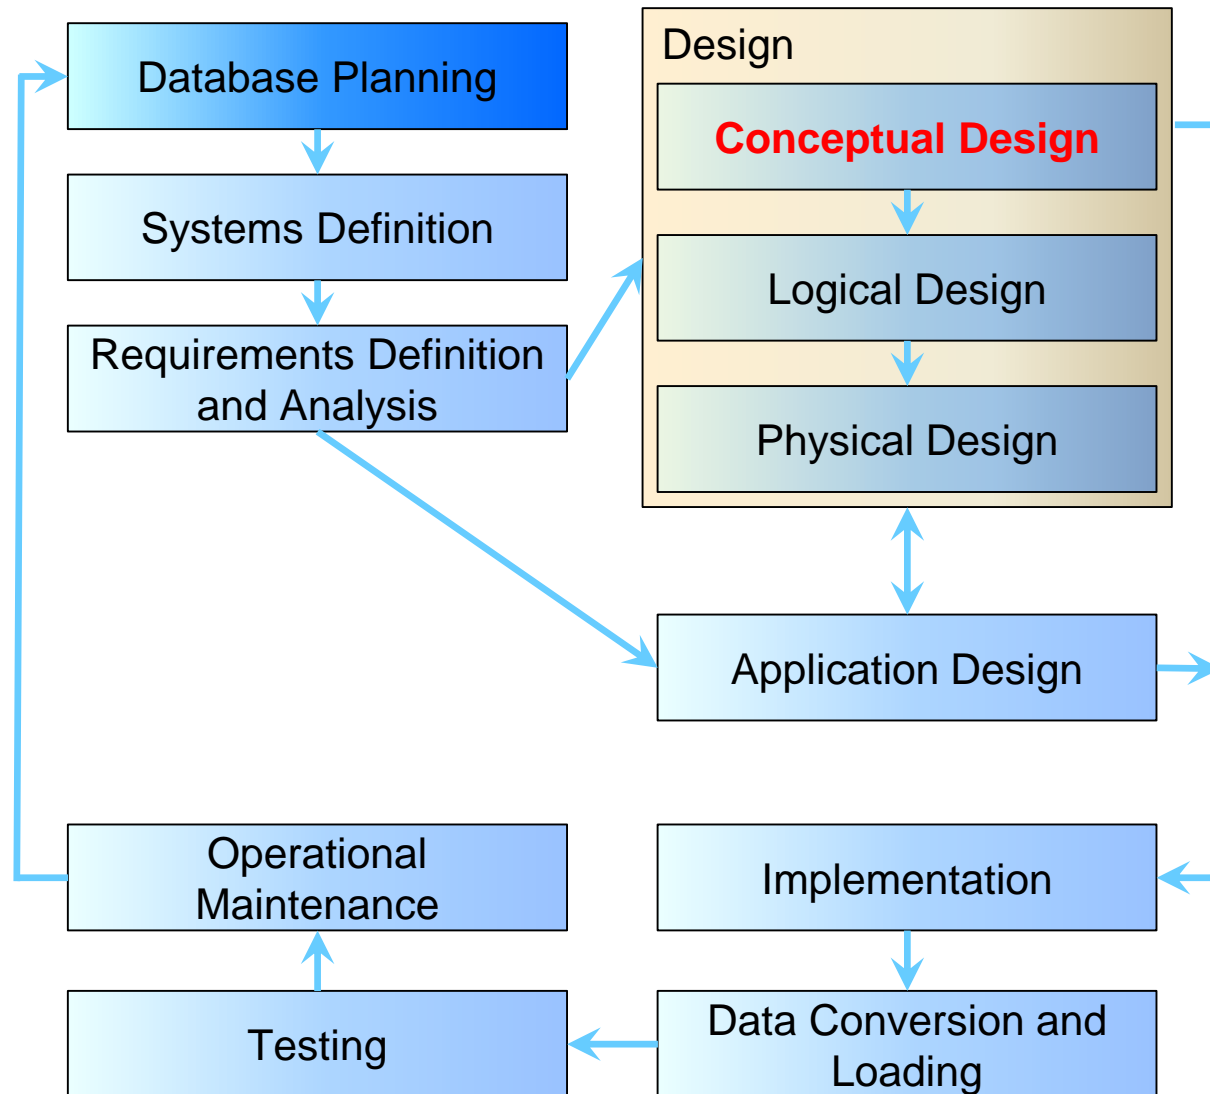 Database Planning
Systems Definition
Requirements Definition
and Analysis
Design
Conceptual Design
Logical Design
Physical Design
Application Design
Operational
Maintenance
Implementation
Testing
Data Conversion and
Loading